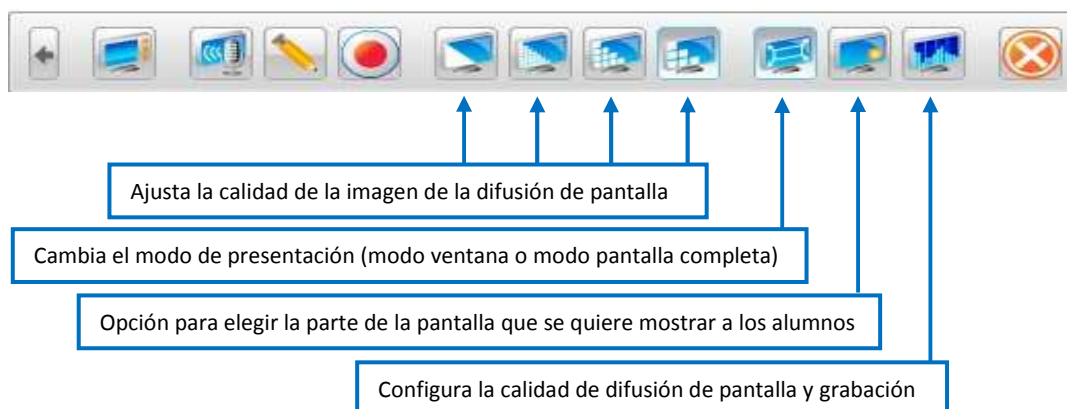 Ajusta la calidad de la imagen de la difusión de pantalla
Cambia el modo de presentación (modo ventana o modo pantalla completa)
Opción para elegir la parte de la pantalla que se quiere mostrar a los alumnos
Configura la calidad de difusión de pantalla y grabación